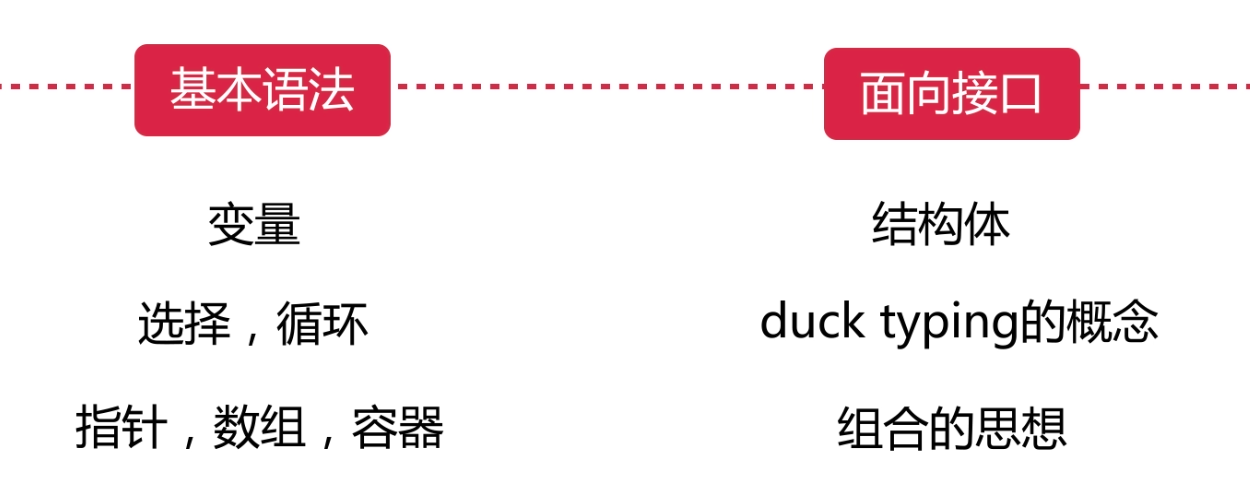 基本语法
变量
选择，循环
指针，数组，容器
面向接口
结构体
duck typing的概念
组合的思想